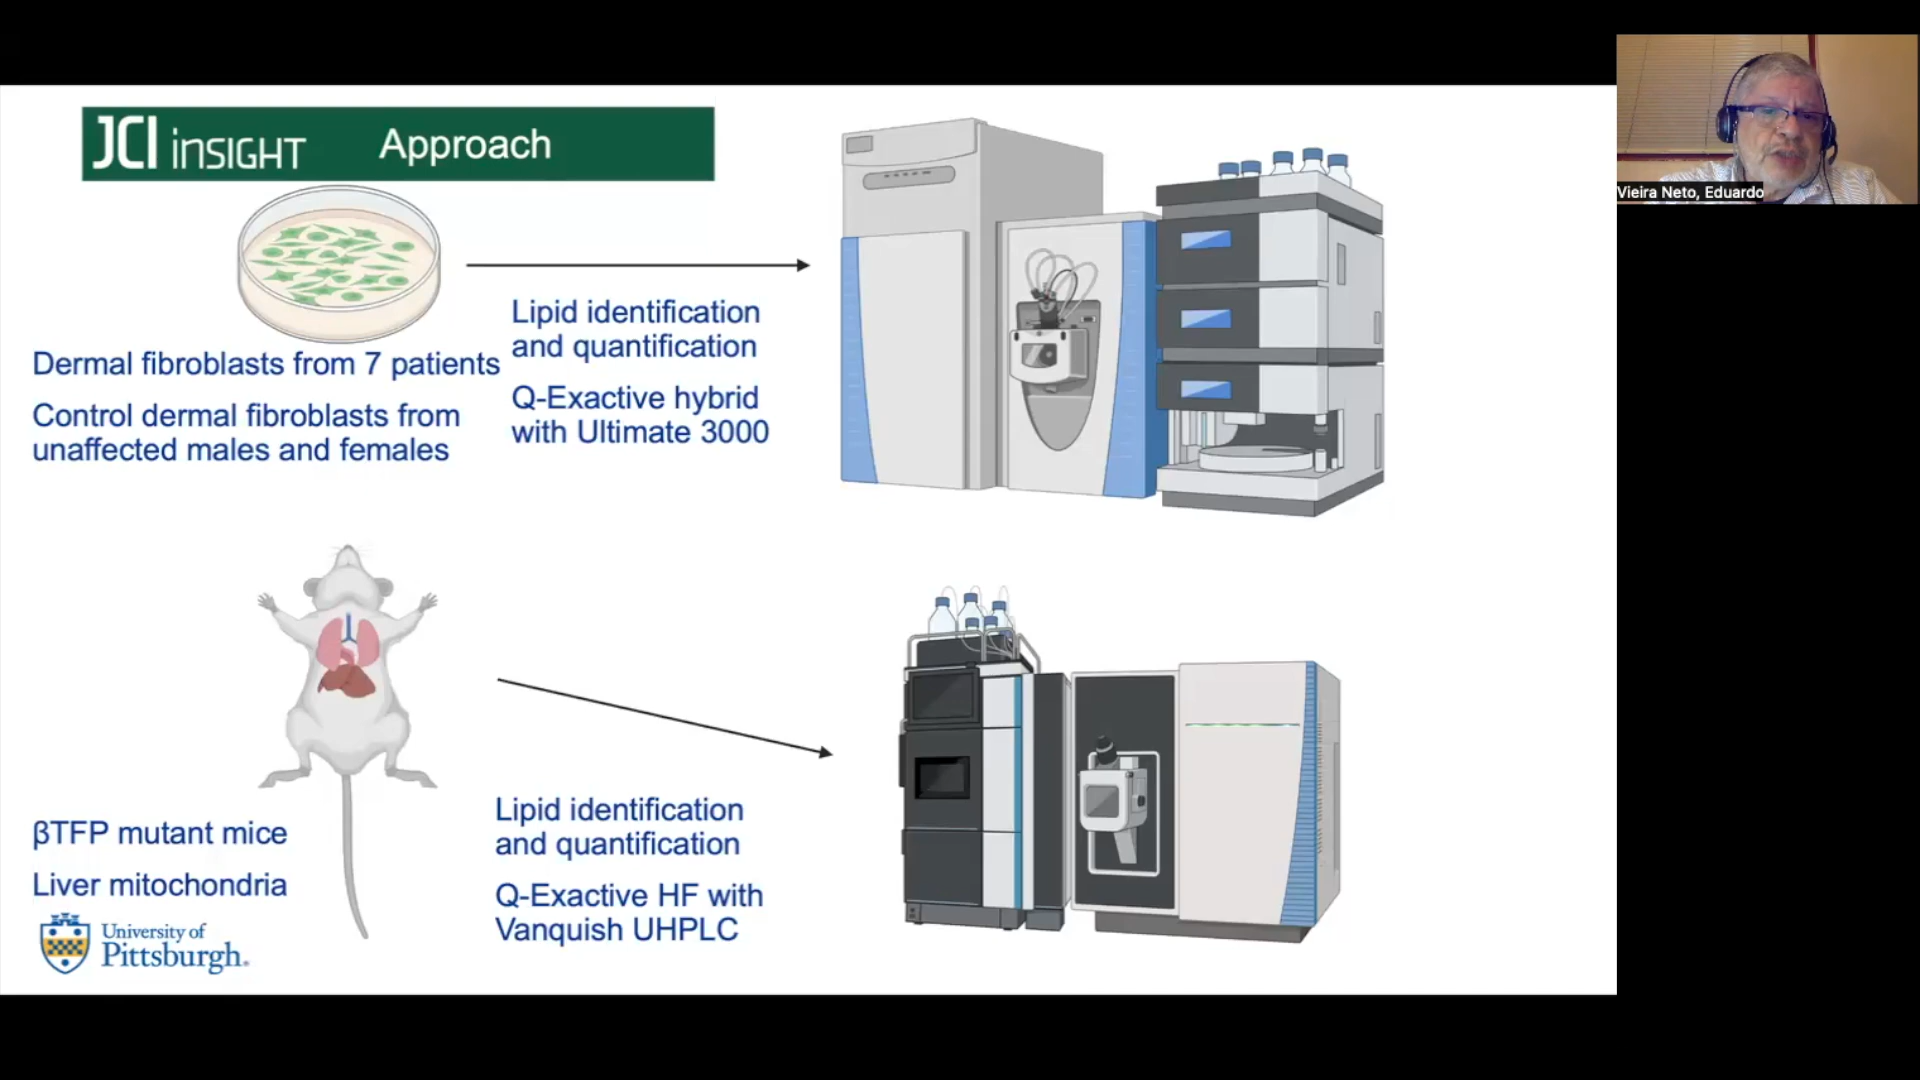 JCI insight Approach
Dermal fibroblasts from 7 patients
Control dermal fibroblasts from
unaffected males and females
Lipid identification
and quantification
Q-Exactive hybrid
with Ultimate 3000
βTFP mutant mice
Liver mitochondria
Lipid identification
and quantification
Q-Exactive HF with
Vanquish UHPLC
University of
Pittsburgh®
Vieira Neto, Eduardo